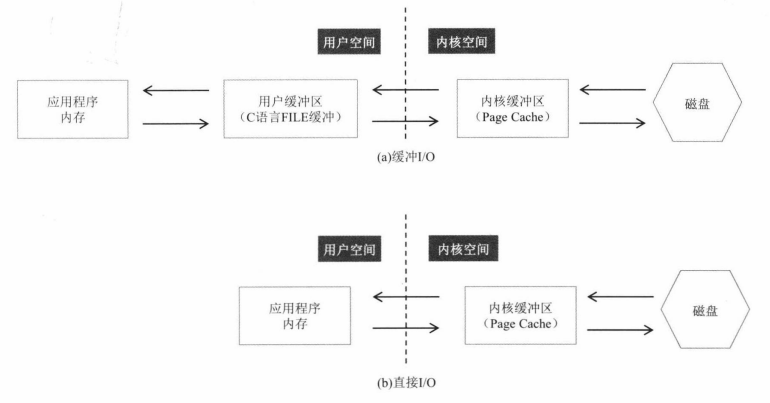 用户空间
内核空间
应用程序
内存
用户缓冲区
（C语言FILE缓冲）
内核缓冲区
（Page Cache）
磁盘
(a)缓冲I/O
用户空间
内核空间
应用程序
内存
内核缓冲区
（Page Cache）
磁盘
(b)直接I/O